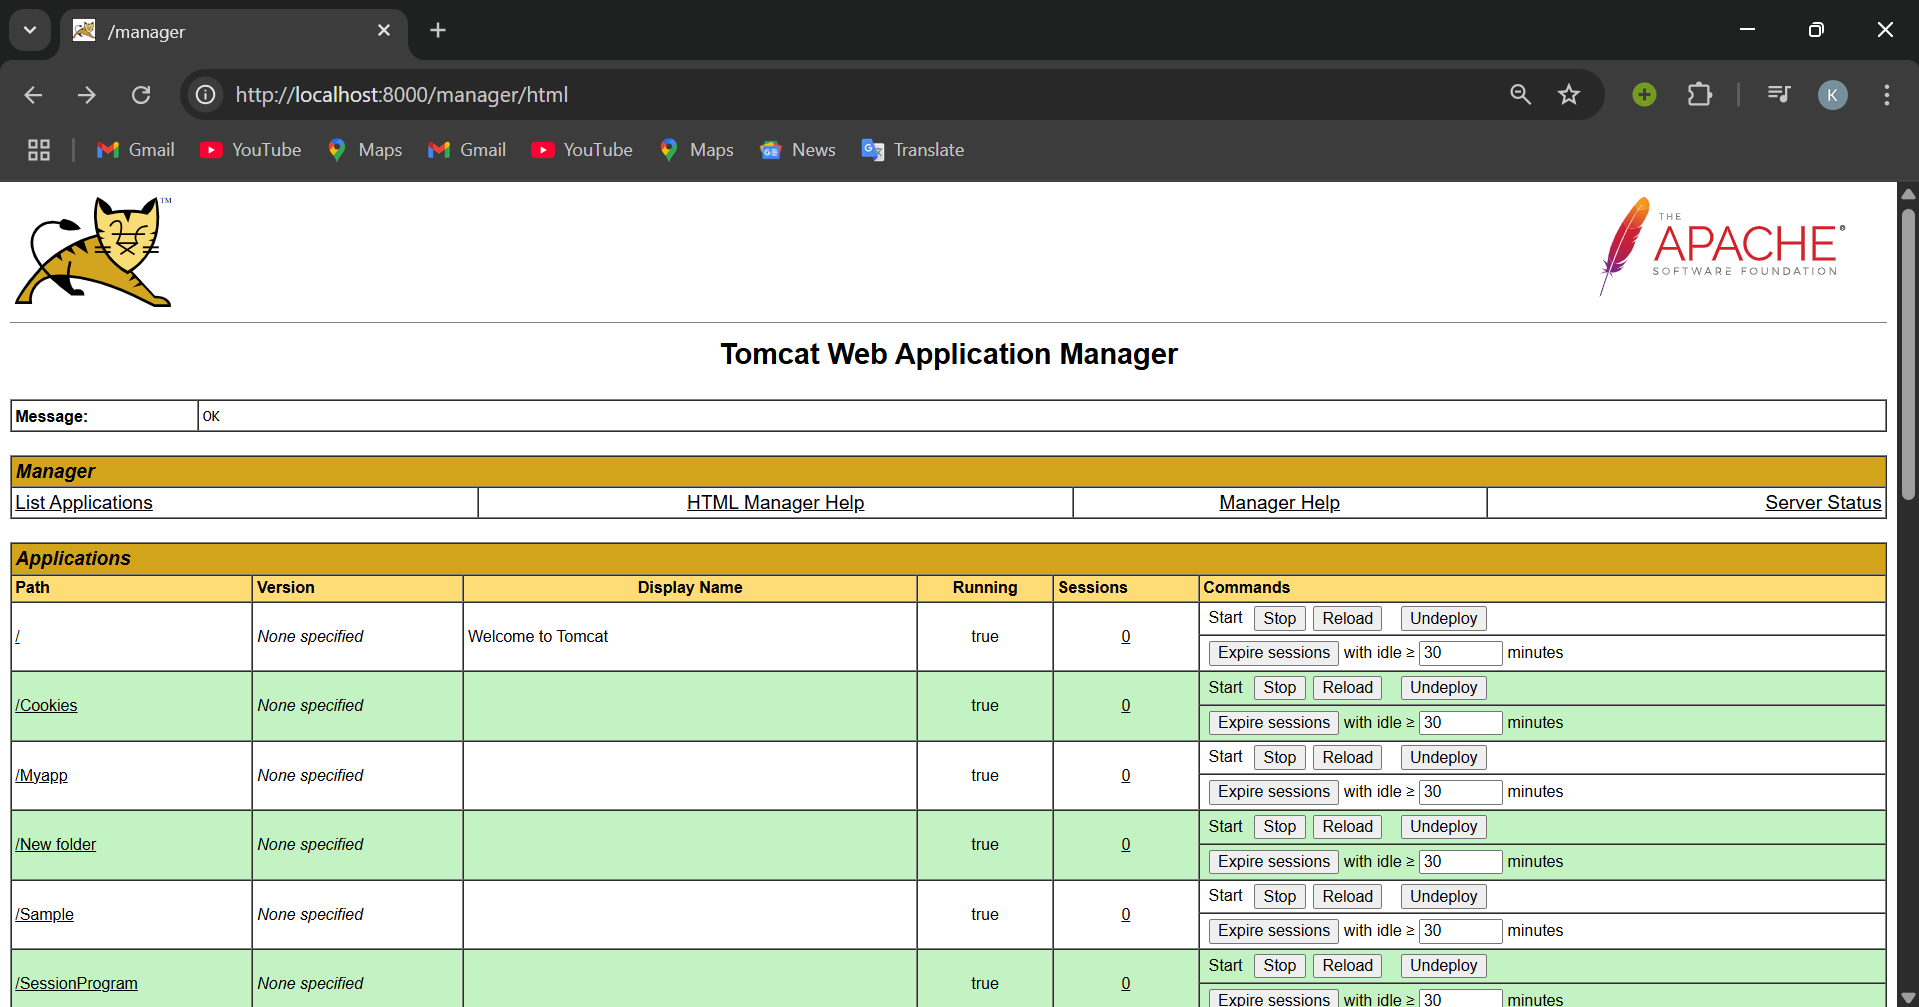 /manager
http://localhost:8000/manager/html
K
Gmail YouTube Maps Gmail YouTube Maps News Translate
TM
THE
APACHE®
SOFTWARE FOUNDATION
Tomcat Web Application Manager
Message: OK
Manager
List Applications HTML Manager Help Manager Help Server Status
Applications
Path Version Display Name Running Sessions Commands
/ None specified Welcome to Tomcat true 0 Start Stop Reload Undeploy
Expire sessions with idle ≥ 30 minutes
/Cookies None specified true 0 Start Stop Reload Undeploy
Expire sessions with idle ≥ 30 minutes
/Myapp None specified true 0 Start Stop Reload Undeploy
Expire sessions with idle ≥ 30 minutes
/New folder None specified true 0 Start Stop Reload Undeploy
Expire sessions with idle ≥ 30 minutes
/Sample None specified true 0 Start Stop Reload Undeploy
Expire sessions with idle ≥ 30 minutes
/SessionProgram None specified true 0 Start Stop Reload Undeploy
Expire sessions with idle ≥ 30 minutes